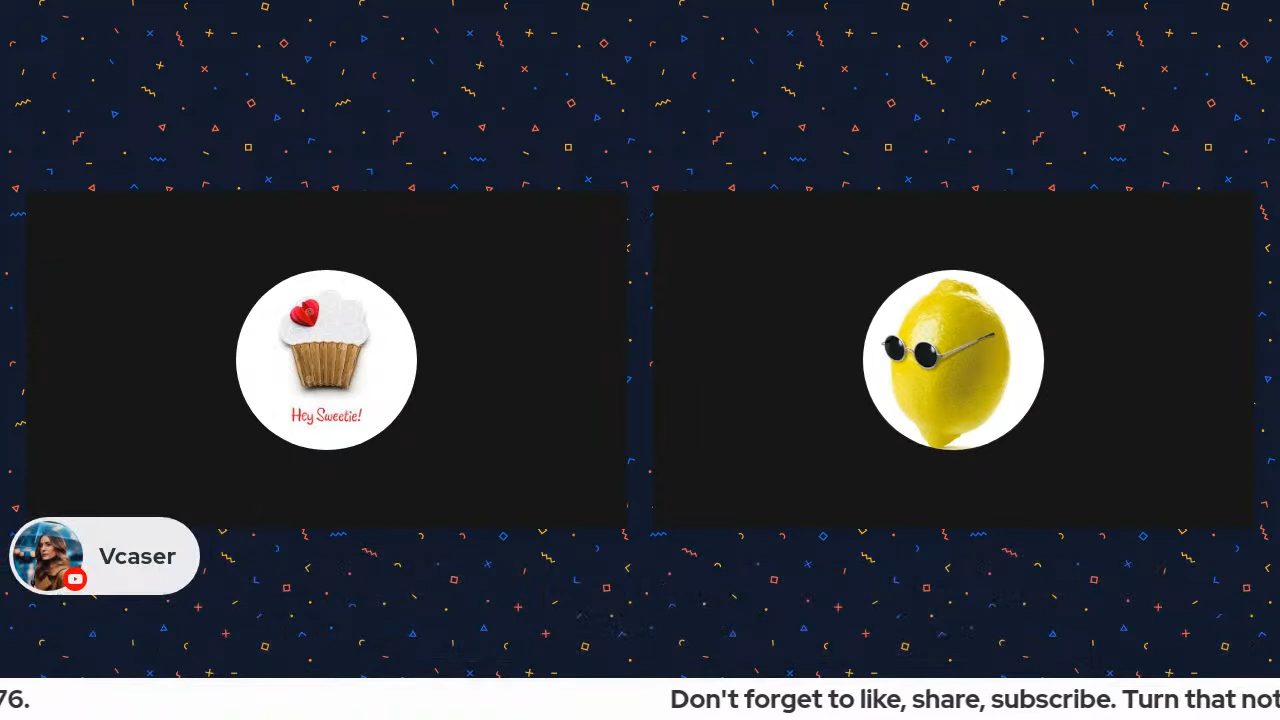 Hey Sweetie!
Vcaser
76.
Don't forget to like, share, subscribe. Turn that not